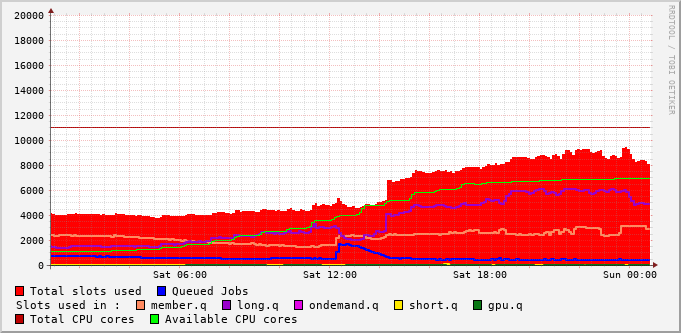 RRDTOOL / TOBI OETIKER
20000
18000
16000
14000
12000
10000
8000
6000
4000
2000
0
Sat 06:00 Sat 12:00 Sat 18:00 Sun 00:00
Total slots used Queued Jobs
Slots used in : member.q long.q ondemand.q short.q gpu.q
Total CPU cores Available CPU cores